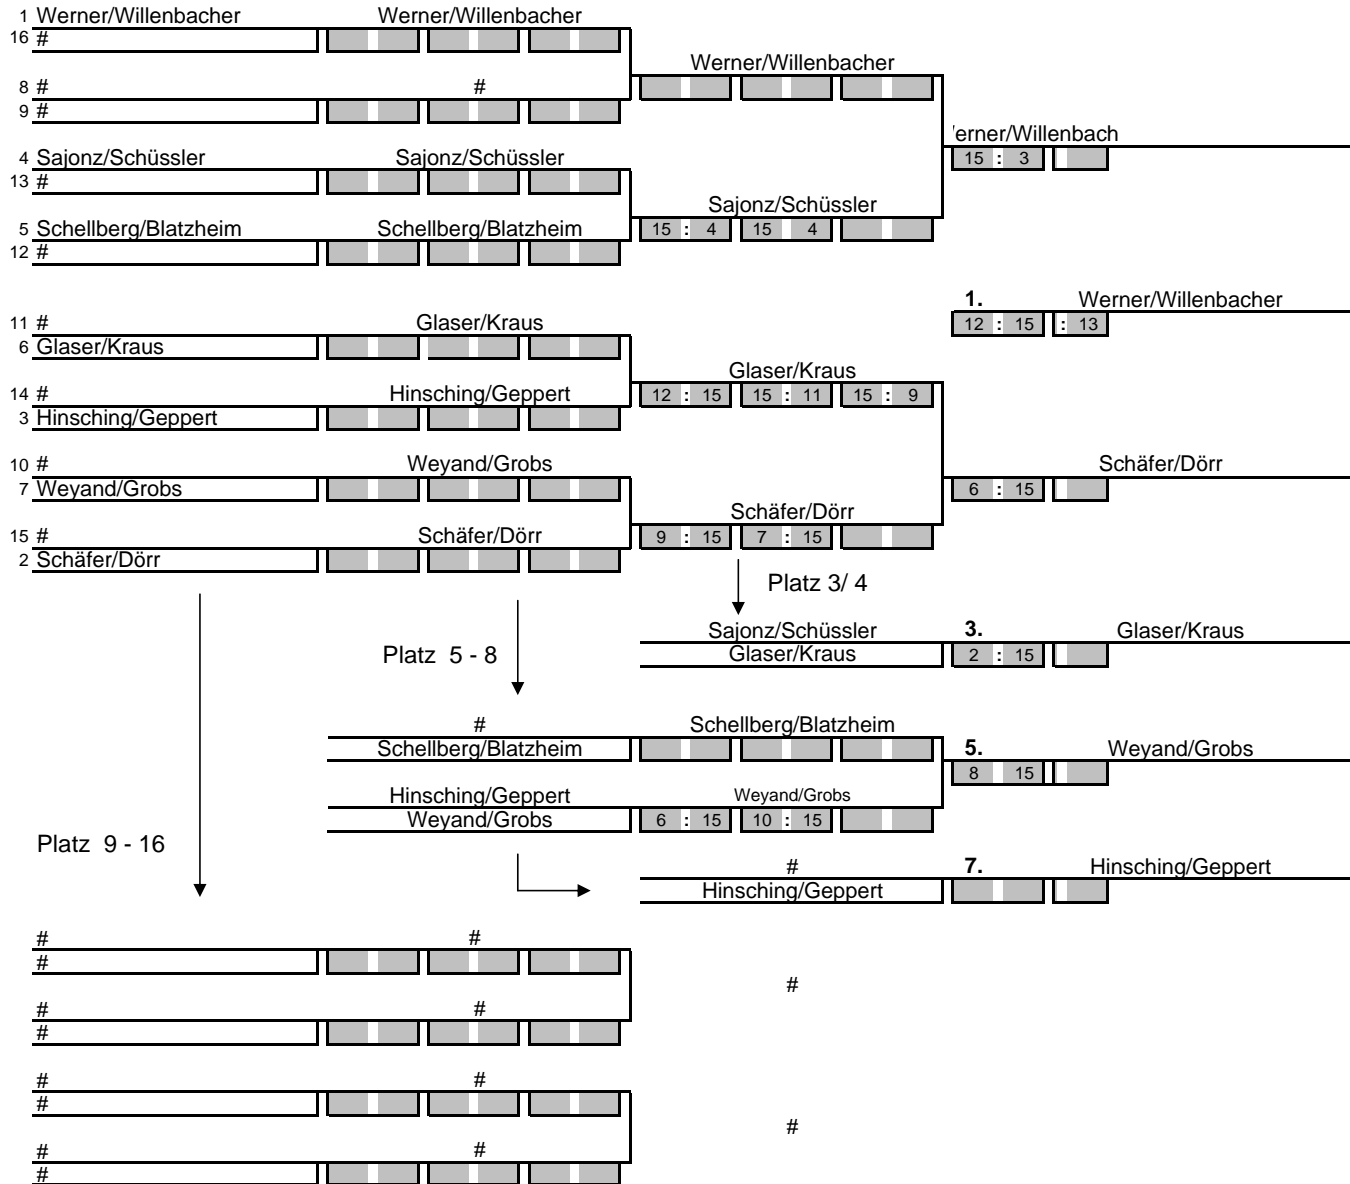 1 Werner/Willenbacher Werner/Willenbacher
16 #
Werner/Willenbacher
8 # #
9 #
'erner/Willenbach
4 Sajonz/Schüssler Sajonz/Schüssler 15 : 3
13 #
Sajonz/Schüssler
5 Schellberg/Blatzheim Schellberg/Blatzheim 15 : 4 15 4
12 #
1. Werner/Willenbacher
11 # Glaser/Kraus 12 : 15 : 13
6 Glaser/Kraus
Glaser/Kraus
14 # Hinsching/Geppert 12 : 15 15 : 11 15 : 9
3 Hinsching/Geppert
10 # Weyand/Grobs Schäfer/Dörr
7 Weyand/Grobs 6 : 15
Schäfer/Dörr
15 # Schäfer/Dörr 9 : 15 7 : 15
2 Schäfer/Dörr
Platz 3/ 4
Sajonz/Schüssler 3. Glaser/Kraus
Platz 5 - 8 Glaser/Kraus 2 : 15
# Schellberg/Blatzheim
Schellberg/Blatzheim 5. Weyand/Grobs
8 15
Hinsching/Geppert Weyand/Grobs
Weyand/Grobs 6 : 15 10 : 15
Platz 9 - 16
# 7. Hinsching/Geppert
Hinsching/Geppert
# #
#
#
# #
#
# #
#
#
# #
#